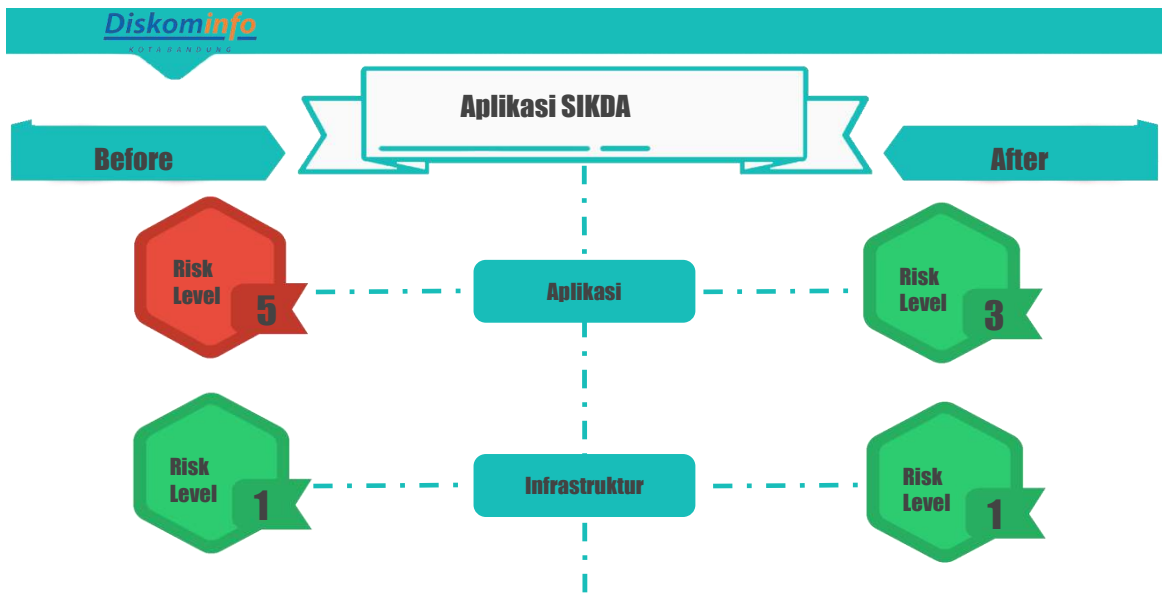 Diskominfo
KOTA BANDUNG
Aplikasi SIKDA
Before
After
Risk
Level
5
Aplikasi
Risk
Level
3
Risk
Level
1
Infrastruktur
Risk
Level
1